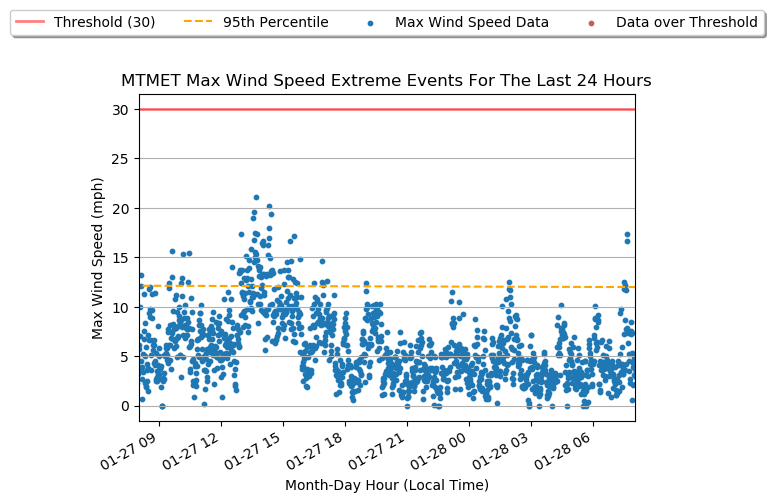 Threshold (30) 95th Percentile Max Wind Speed Data Data over Threshold
MTMET Max Wind Speed Extreme Events For The Last 24 Hours
30
25
20
15
10
5
0
Max Wind Speed (mph)
01-27 09 01-27 12 01-27 15 01-27 18 01-27 21 01-28 00 01-28 03 01-28 06
Month-Day Hour (Local Time)